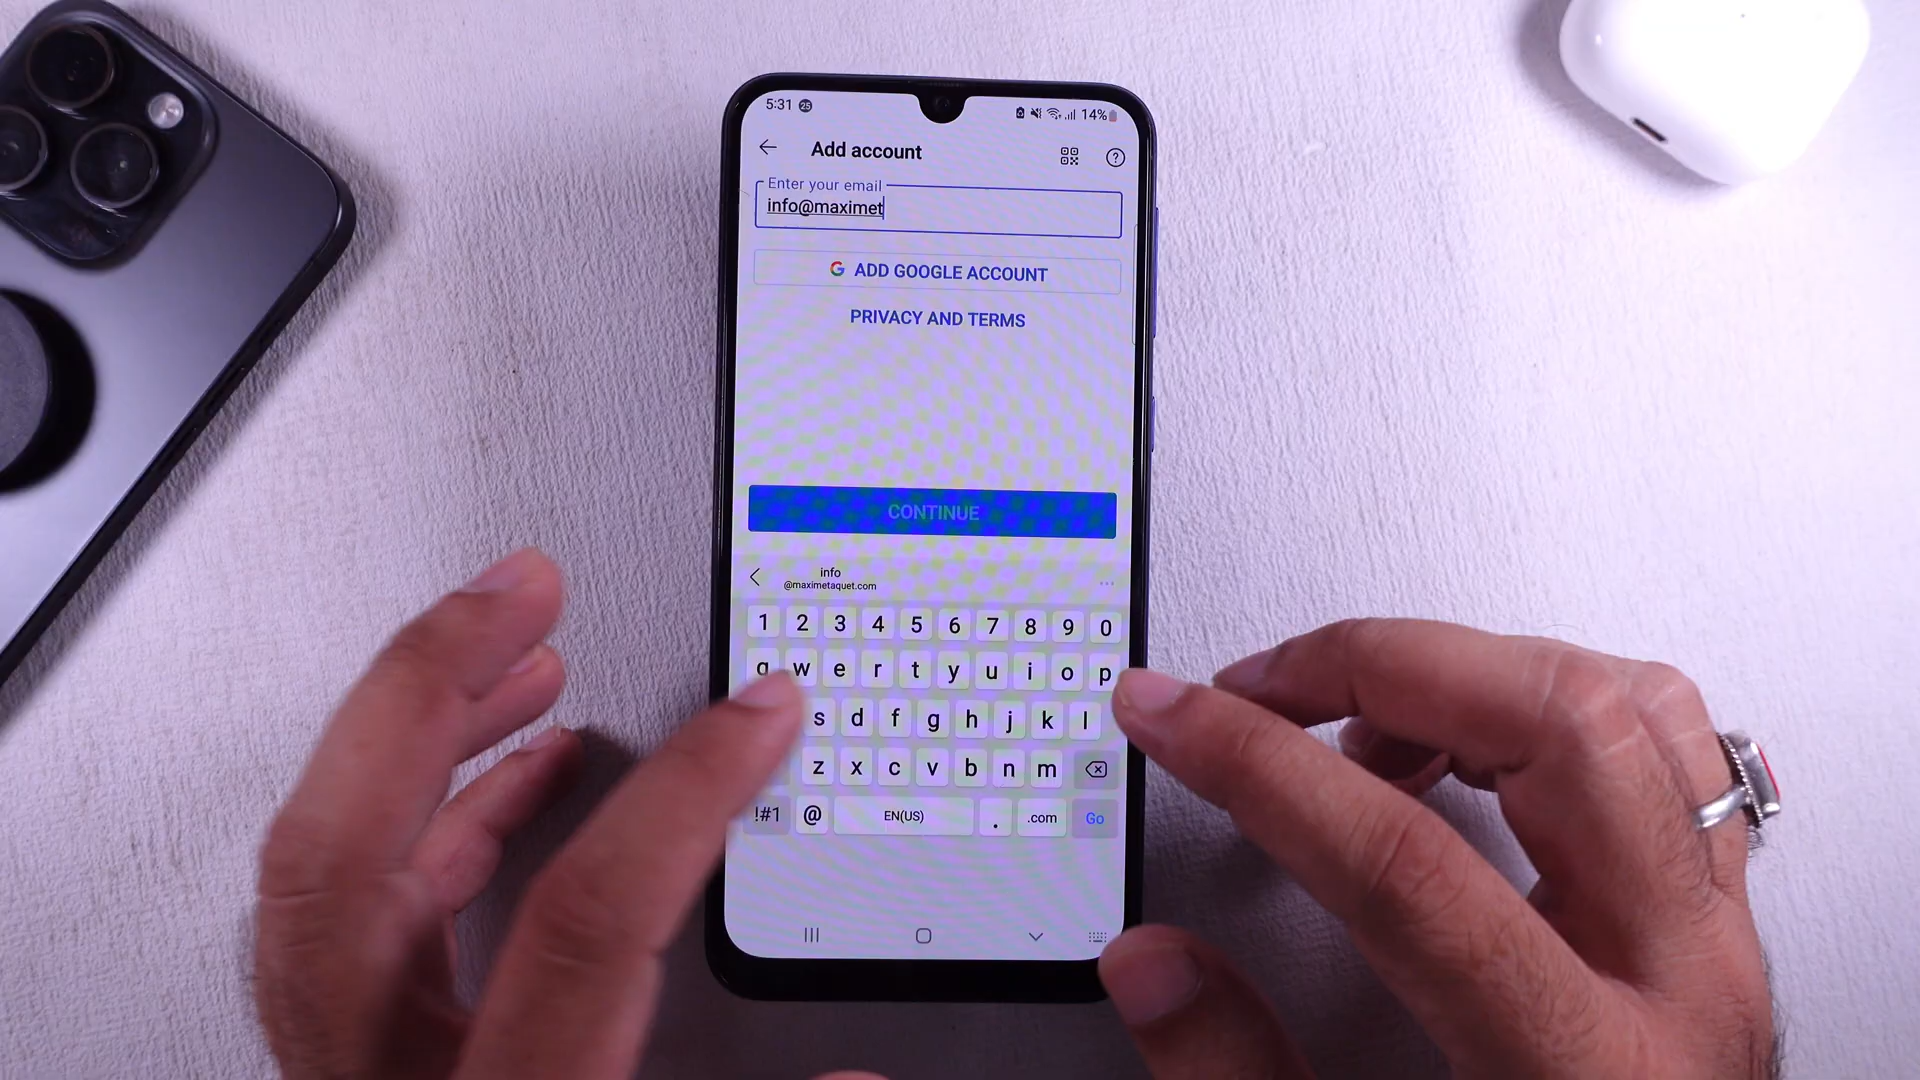 5:31 25 14%
Add account
Enter your email
info@maximet
G ADD GOOGLE ACCOUNT
PRIVACY AND TERMS
CONTINUE
info
@maximetaquet.com
1 2 3 4 5 6 7 8 9 0
q w e r t y u i o p
s d f g h j k l
z x c v b n m
!#1 @ EN(US) . .com Go